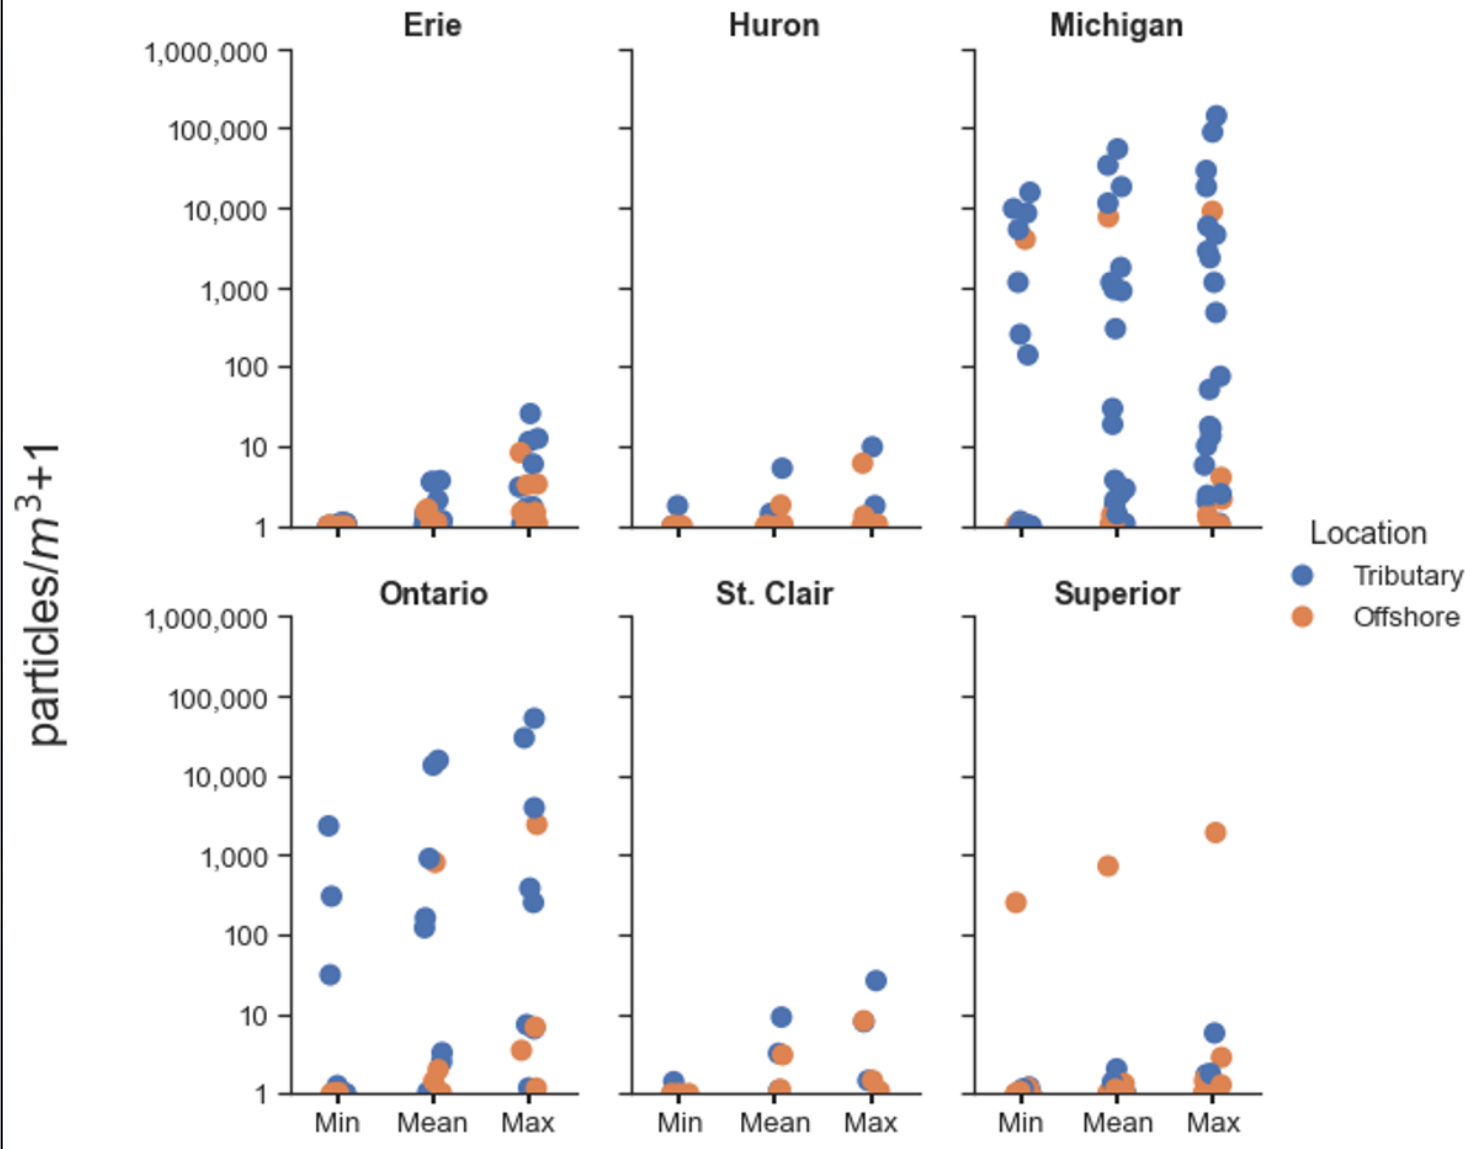 Erie
Huron
Michigan
1,000,000
100,000
10,000
1,000
100
10
1
particles/m³+1
Location
Tributary
Offshore
Ontario
St. Clair
Superior
1,000,000
100,000
10,000
1,000
100
10
1
Min Mean Max
Min Mean Max
Min Mean Max